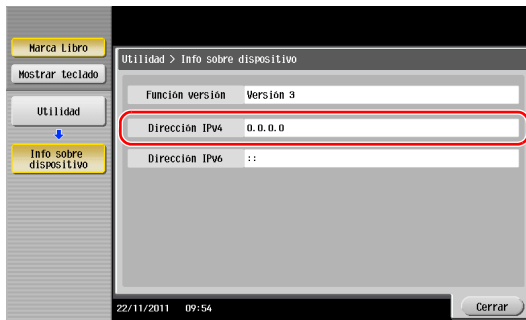 Marca Libro
Mostrar teclado
Utilidad
Info sobre
dispositivo
Utilidad > Info sobre dispositivo
Función versión Versión 3
Dirección IPv4 0.0.0.0
Dirección IPv6 ::
22/11/2011 09:54
Cerrar